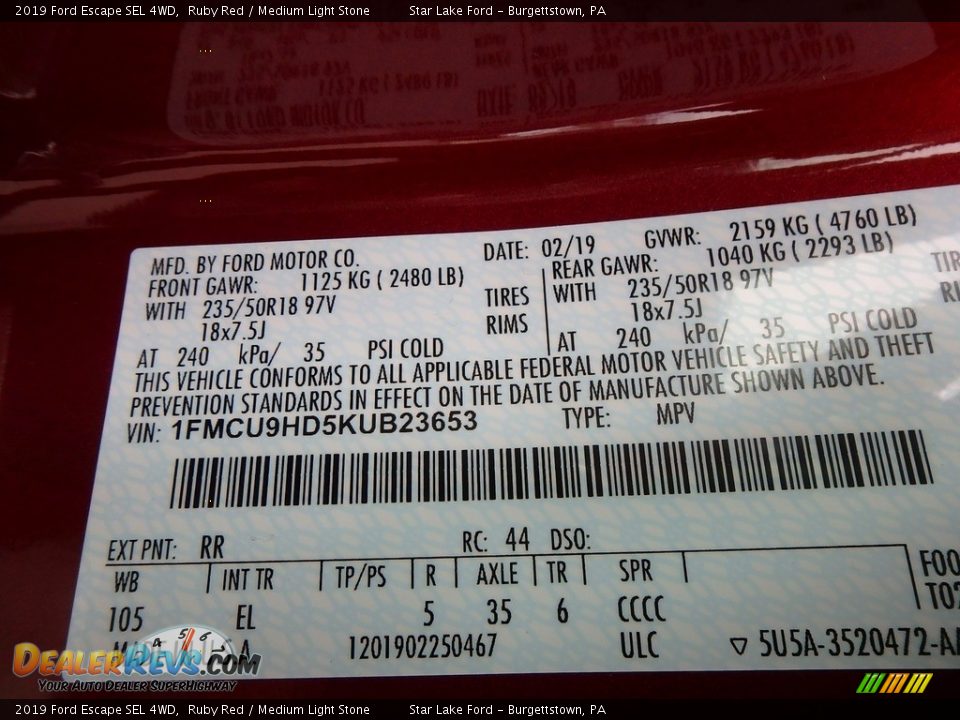 2019 Ford Escape SEL 4WD, Ruby Red / Medium Light Stone Star Lake Ford - Burgettstown, PA
MFD. BY FORD MOTOR CO. DATE: 02/19 GVWR: 2159 KG ( 4760 LB)
FRONT GAWR: 1125 KG ( 2480 LB) REAR GAWR: 1040 KG ( 2293 LB)
WITH 235/50R18 97V TIRES WITH 235/50R18 97V TIR
18x7.5J RIMS 18x7.5J RI
AT 240 kPa/ 35 PSI COLD AT 240 kPa/ 35 PSI COLD
THIS VEHICLE CONFORMS TO ALL APPLICABLE FEDERAL MOTOR VEHICLE SAFETY AND THEFT
PREVENTION STANDARDS IN EFFECT ON THE DATE OF MANUFACTURE SHOWN ABOVE.
VIN: 1FMCU9HD5KUB23653 TYPE: MPV
EXT PNT: RR RC: 44 DSO:
WB INT TR TP/PS R AXLE TR SPR
105 EL 5 35 6 CCCC
1201902250467 ULC 5U5A-3520472-A
DEALERREVS.COM
YOUR AUTO DEALER SUPERHIGHWAY
2019 Ford Escape SEL 4WD, Ruby Red / Medium Light Stone Star Lake Ford - Burgettstown, PA